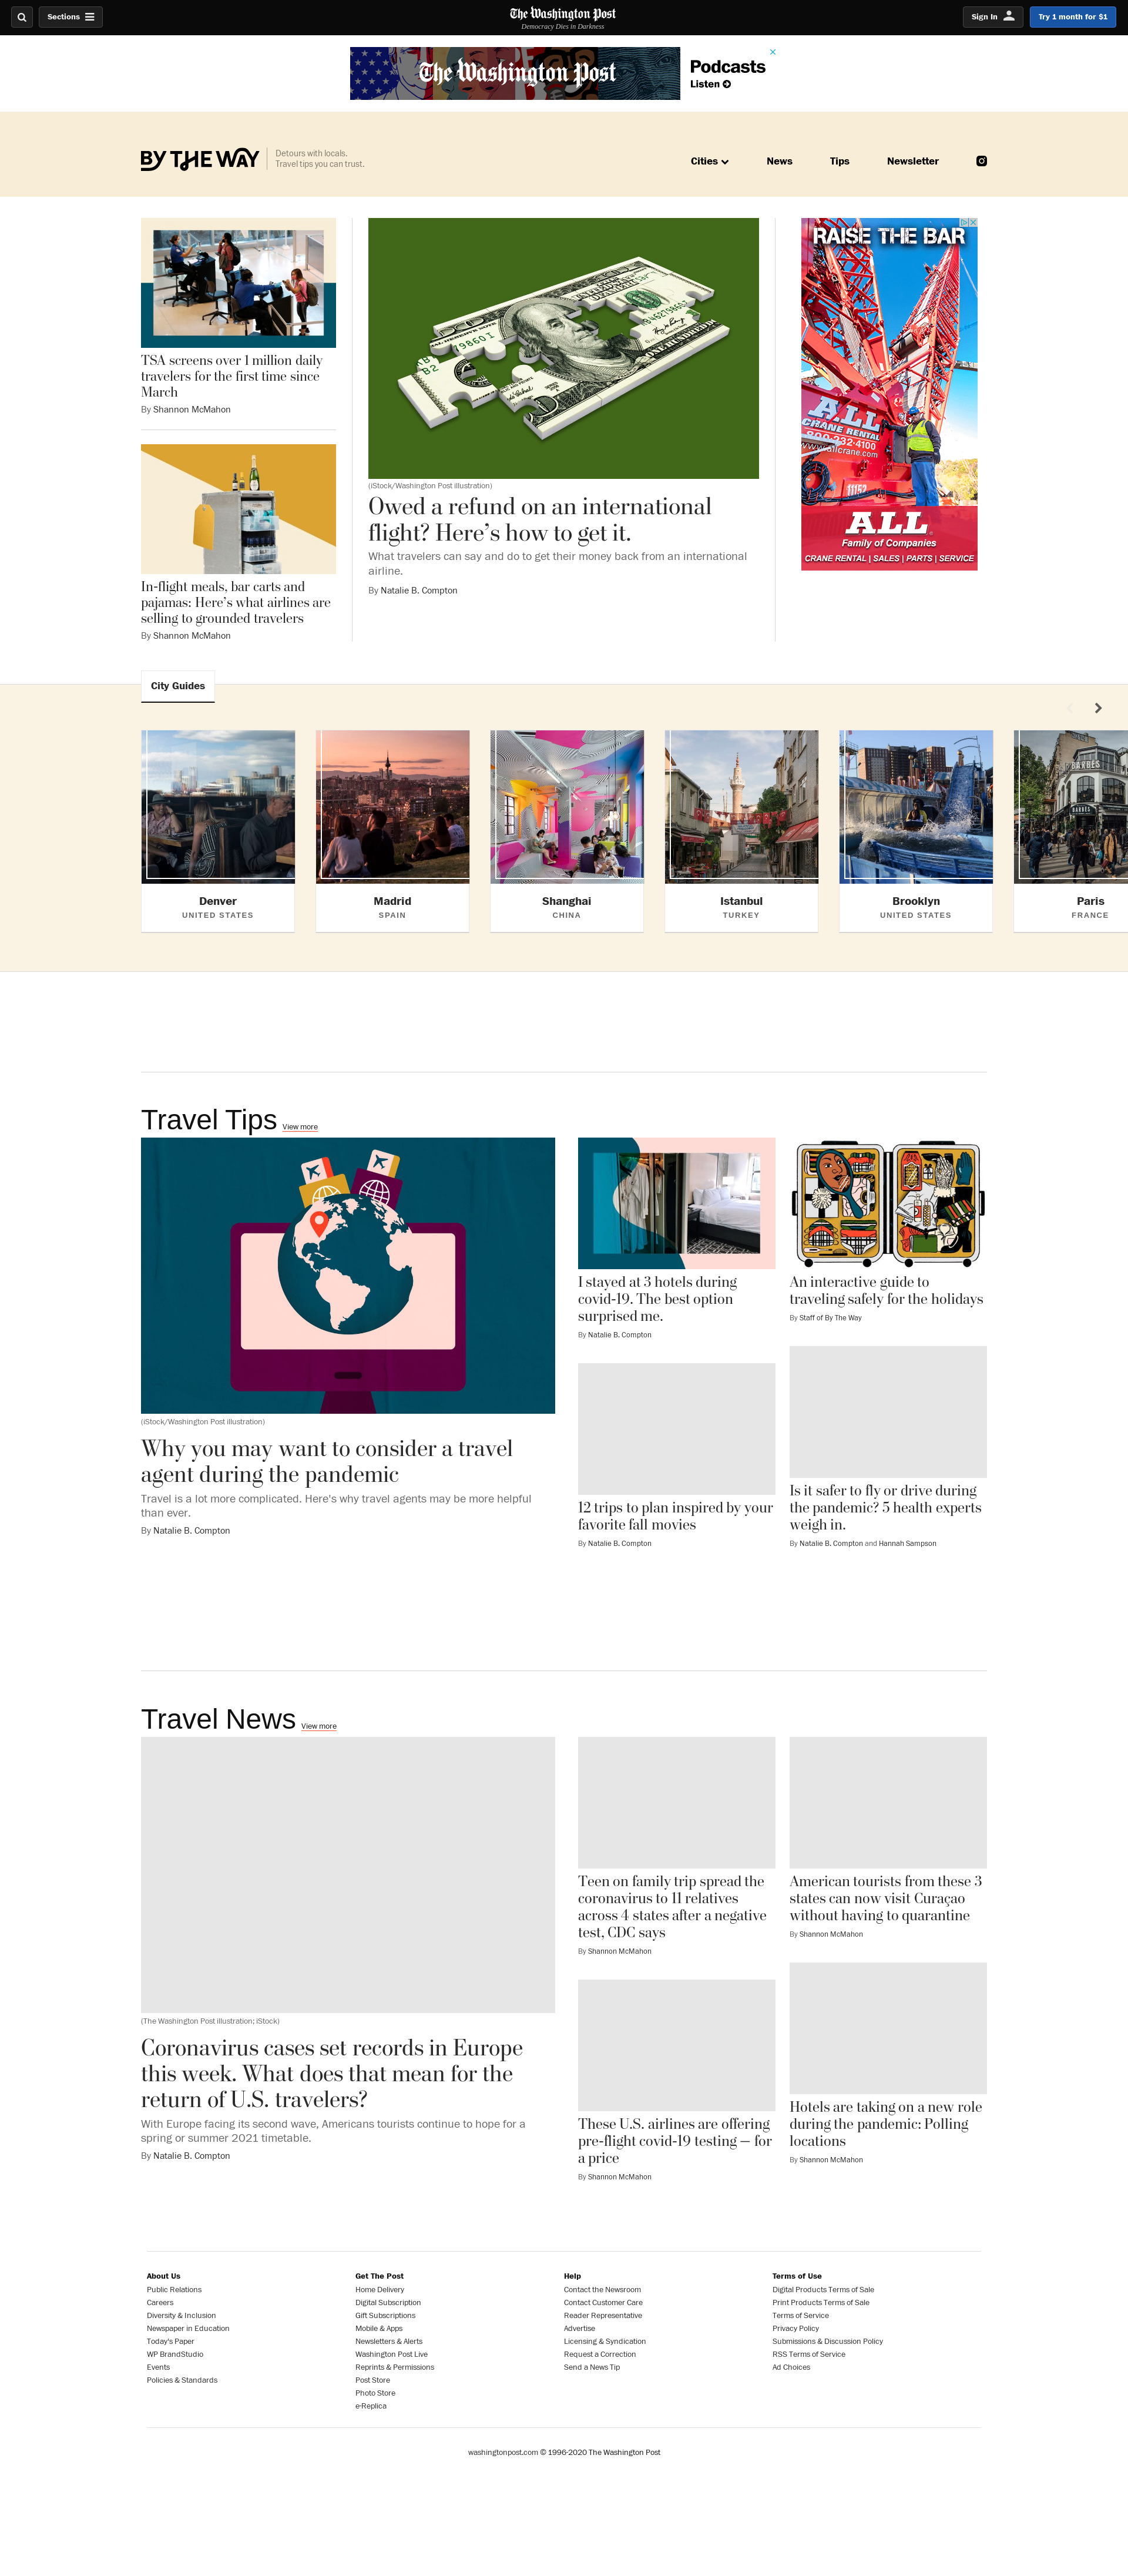 Sections
The Washington Post
Democracy Dies in Darkness
Sign In
Try 1 month for $1
The Washington Post
Podcasts
Listen
BY THE WAY
Detours with locals.
Travel tips you can trust.
Cities
News
Tips
Newsletter
TSA screens over 1 million daily
travelers for the first time since
March
By Shannon McMahon
In-flight meals, bar carts and
pajamas: Here's what airlines are
selling to grounded travelers
By Shannon McMahon
(iStock/Washington Post illustration)
Owed a refund on an international
flight? Here's how to get it.
What travelers can say and do to get their money back from an international
airline.
By Natalie B. Compton
RAISE THE BAR
ALL
CRANE RENTAL
800-232-4100
www.allcrane.com
11152
ALL
Family of Companies
CRANE RENTAL | SALES | PARTS | SERVICE
City Guides
BARBES
Denver
UNITED STATES
Madrid
SPAIN
Shanghai
CHINA
Istanbul
TURKEY
Brooklyn
UNITED STATES
Paris
FRANCE
Travel Tips View more
(iStock/Washington Post illustration)
Why you may want to consider a travel
agent during the pandemic
Travel is a lot more complicated. Here's why travel agents may be more helpful
than ever.
By Natalie B. Compton
I stayed at 3 hotels during
covid-19. The best option
surprised me.
By Natalie B. Compton
12 trips to plan inspired by your
favorite fall movies
By Natalie B. Compton
An interactive guide to
traveling safely for the holidays
By Staff of By The Way
Is it safer to fly or drive during
the pandemic? 5 health experts
weigh in.
By Natalie B. Compton and Hannah Sampson
Travel News View more
(The Washington Post illustration; iStock)
Coronavirus cases set records in Europe
this week. What does that mean for the
return of U.S. travelers?
With Europe facing its second wave, Americans tourists continue to hope for a
spring or summer 2021 timetable.
By Natalie B. Compton
Teen on family trip spread the
coronavirus to 11 relatives
across 4 states after a negative
test, CDC says
By Shannon McMahon
These U.S. airlines are offering
pre-flight covid-19 testing — for
a price
By Shannon McMahon
American tourists from these 3
states can now visit Curaçao
without having to quarantine
By Shannon McMahon
Hotels are taking on a new role
during the pandemic: Polling
locations
By Shannon McMahon
About Us
Public Relations
Careers
Diversity & Inclusion
Newspaper in Education
Today's Paper
WP BrandStudio
Events
Policies & Standards
Get The Post
Home Delivery
Digital Subscription
Gift Subscriptions
Mobile & Apps
Newsletters & Alerts
Washington Post Live
Reprints & Permissions
Post Store
Photo Store
e-Replica
Help
Contact the Newsroom
Contact Customer Care
Reader Representative
Advertise
Licensing & Syndication
Request a Correction
Send a News Tip
Terms of Use
Digital Products Terms of Sale
Print Products Terms of Sale
Terms of Service
Privacy Policy
Submissions & Discussion Policy
RSS Terms of Service
Ad Choices
washingtonpost.com © 1996-2020 The Washington Post